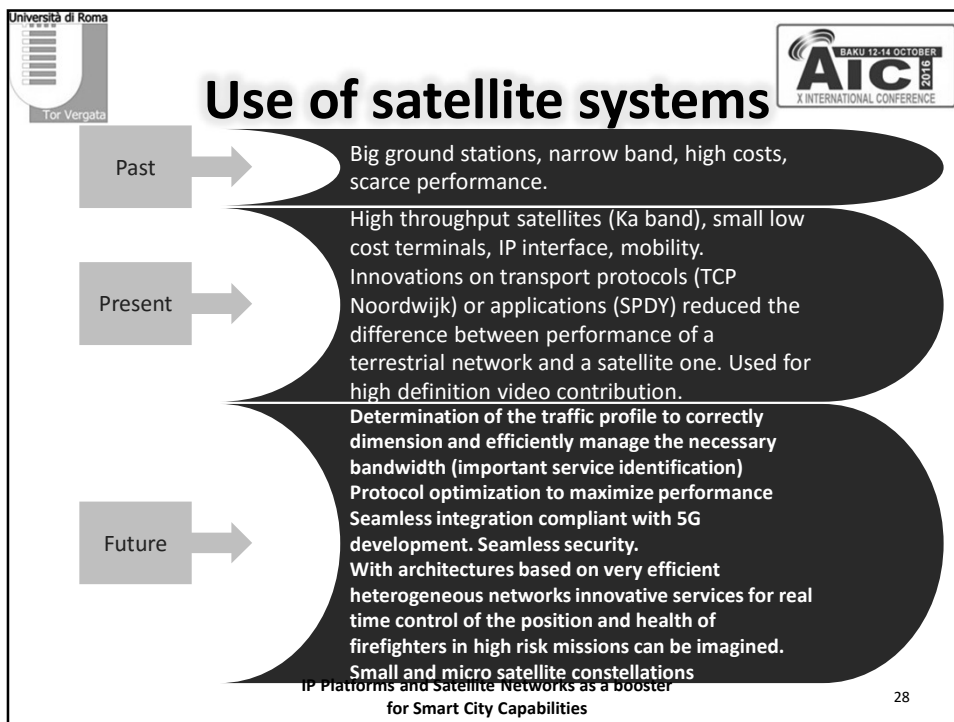 Università di Roma
Tor Vergata
BAKU 12-14 OCTOBER
AICT
2016
X INTERNATIONAL CONFERENCE
Use of satellite systems
Past
Big ground stations, narrow band, high costs,
scarce performance.
Present
High throughput satellites (Ka band), small low
cost terminals, IP interface, mobility.
Innovations on transport protocols (TCP
Noordwijk) or applications (SPDY) reduced the
difference between performance of a
terrestrial network and a satellite one. Used for
high definition video contribution.
Future
Determination of the traffic profile to correctly
dimension and efficiently manage the necessary
bandwidth (important service identification)
Protocol optimization to maximize performance
Seamless integration compliant with 5G
development. Seamless security.
With architectures based on very efficient
heterogeneous networks innovative services for real
time control of the position and health of
firefighters in high risk missions can be imagined.
Small and micro satellite constellations
IP Platforms and Satellite Networks as a booster
for Smart City Capabilities
28